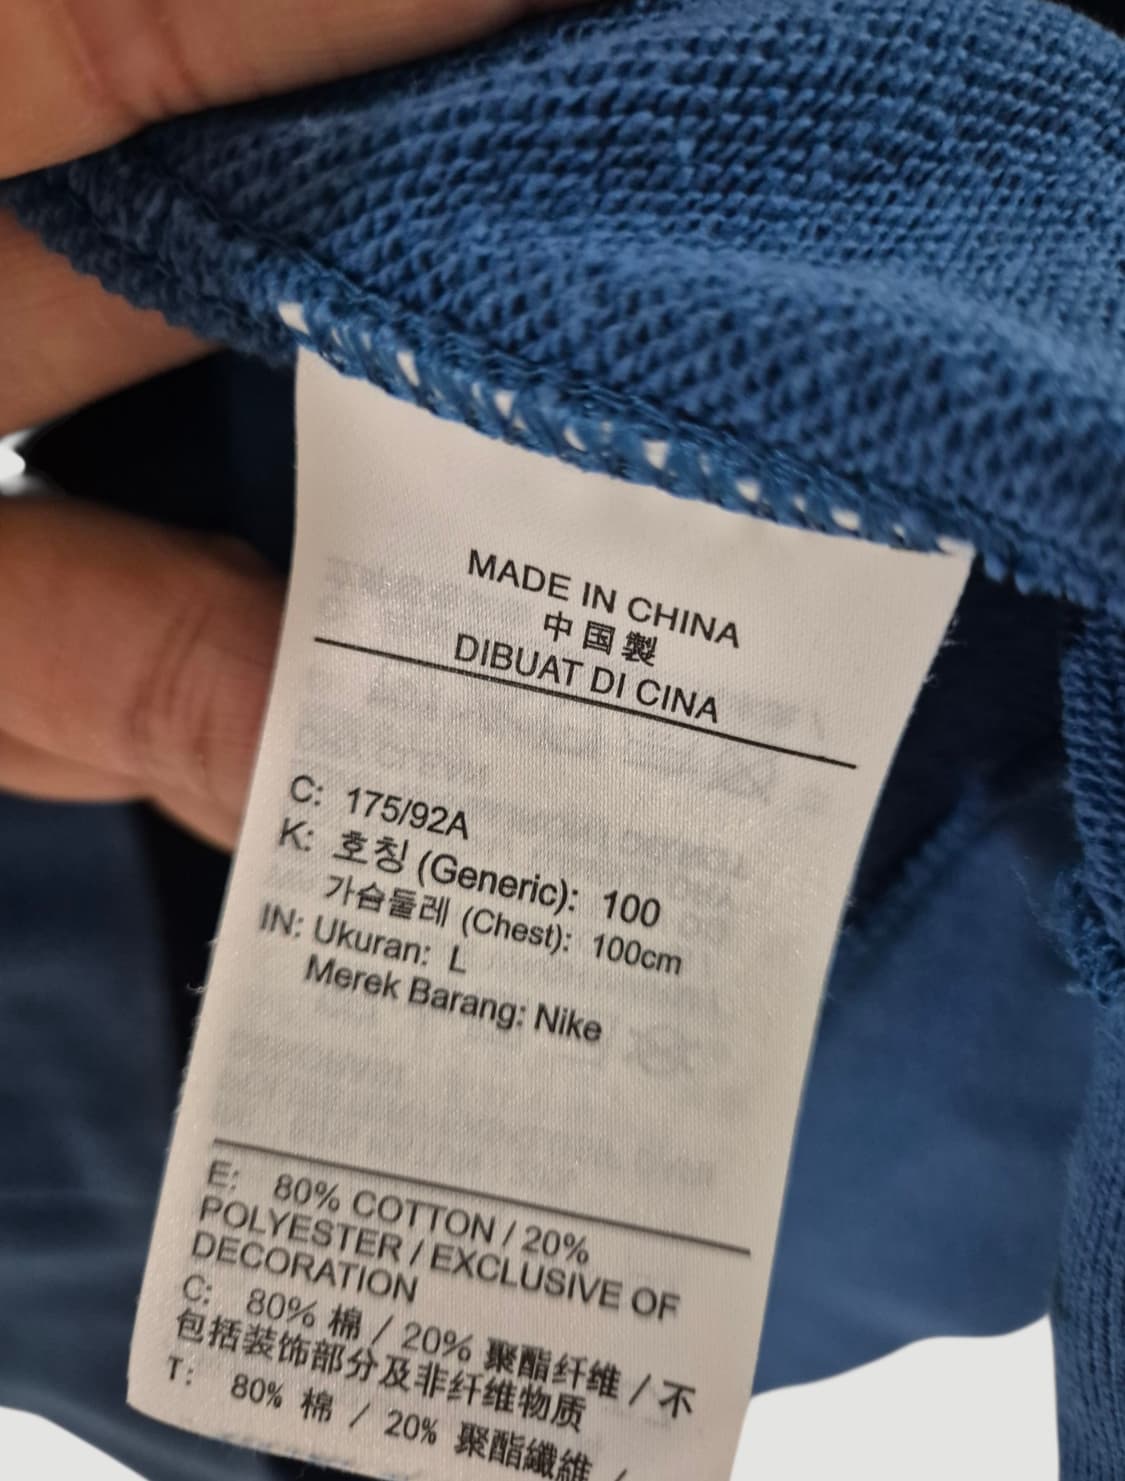 MADE IN CHINA
中国製
DIBUAT DI CINA
C: 175/92A
K: 호칭 (Generic): 100
가슴둘레 (Chest): 100cm
IN: Ukuran: L
Merek Barang: Nike
E: 80% COTTON / 20%
POLYESTER / EXCLUSIVE OF
DECORATION
C: 80% 棉 / 20% 聚酯纤维 / 不
包括装饰部分及非纤维物质
T: 80% 棉 / 20% 聚酯纖維 /